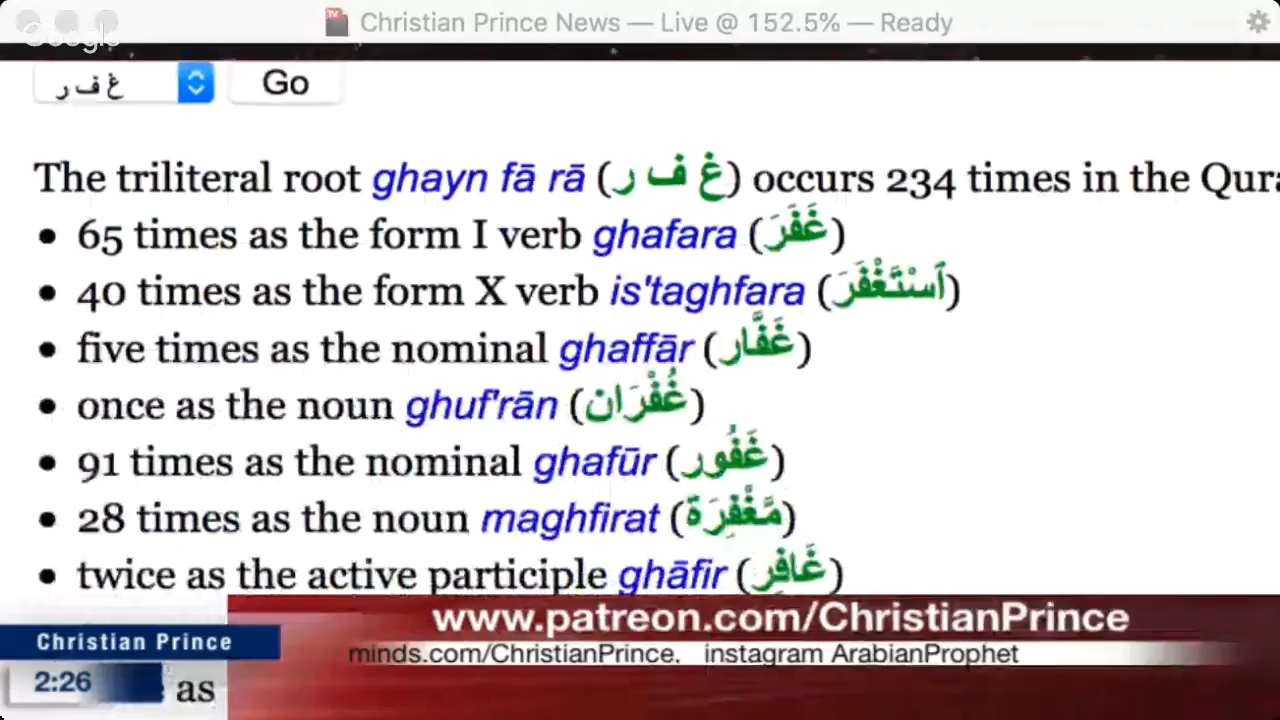 Christian Prince News — Live @ 152.5% — Ready
Google
غ ف ر
Go
The triliteral root ghayn fā rā (غ ف ر) occurs 234 times in the Qura
• 65 times as the form I verb ghafara (غَفَرَ)
• 40 times as the form X verb is'taghfara (ٱسْتَغْفَرَ)
• five times as the nominal ghaffār (غَفَّار)
• once as the noun ghuf'rān (غُفْرَان)
• 91 times as the nominal ghafūr (غَفُور)
• 28 times as the noun maghfirat (مَّغْفِرَة)
• twice as the active participle ghāfir (غَافِر)
www.patreon.com/ChristianPrince
Christian Prince
minds.com/ChristianPrince. instagram ArabianProphet
2:26
as